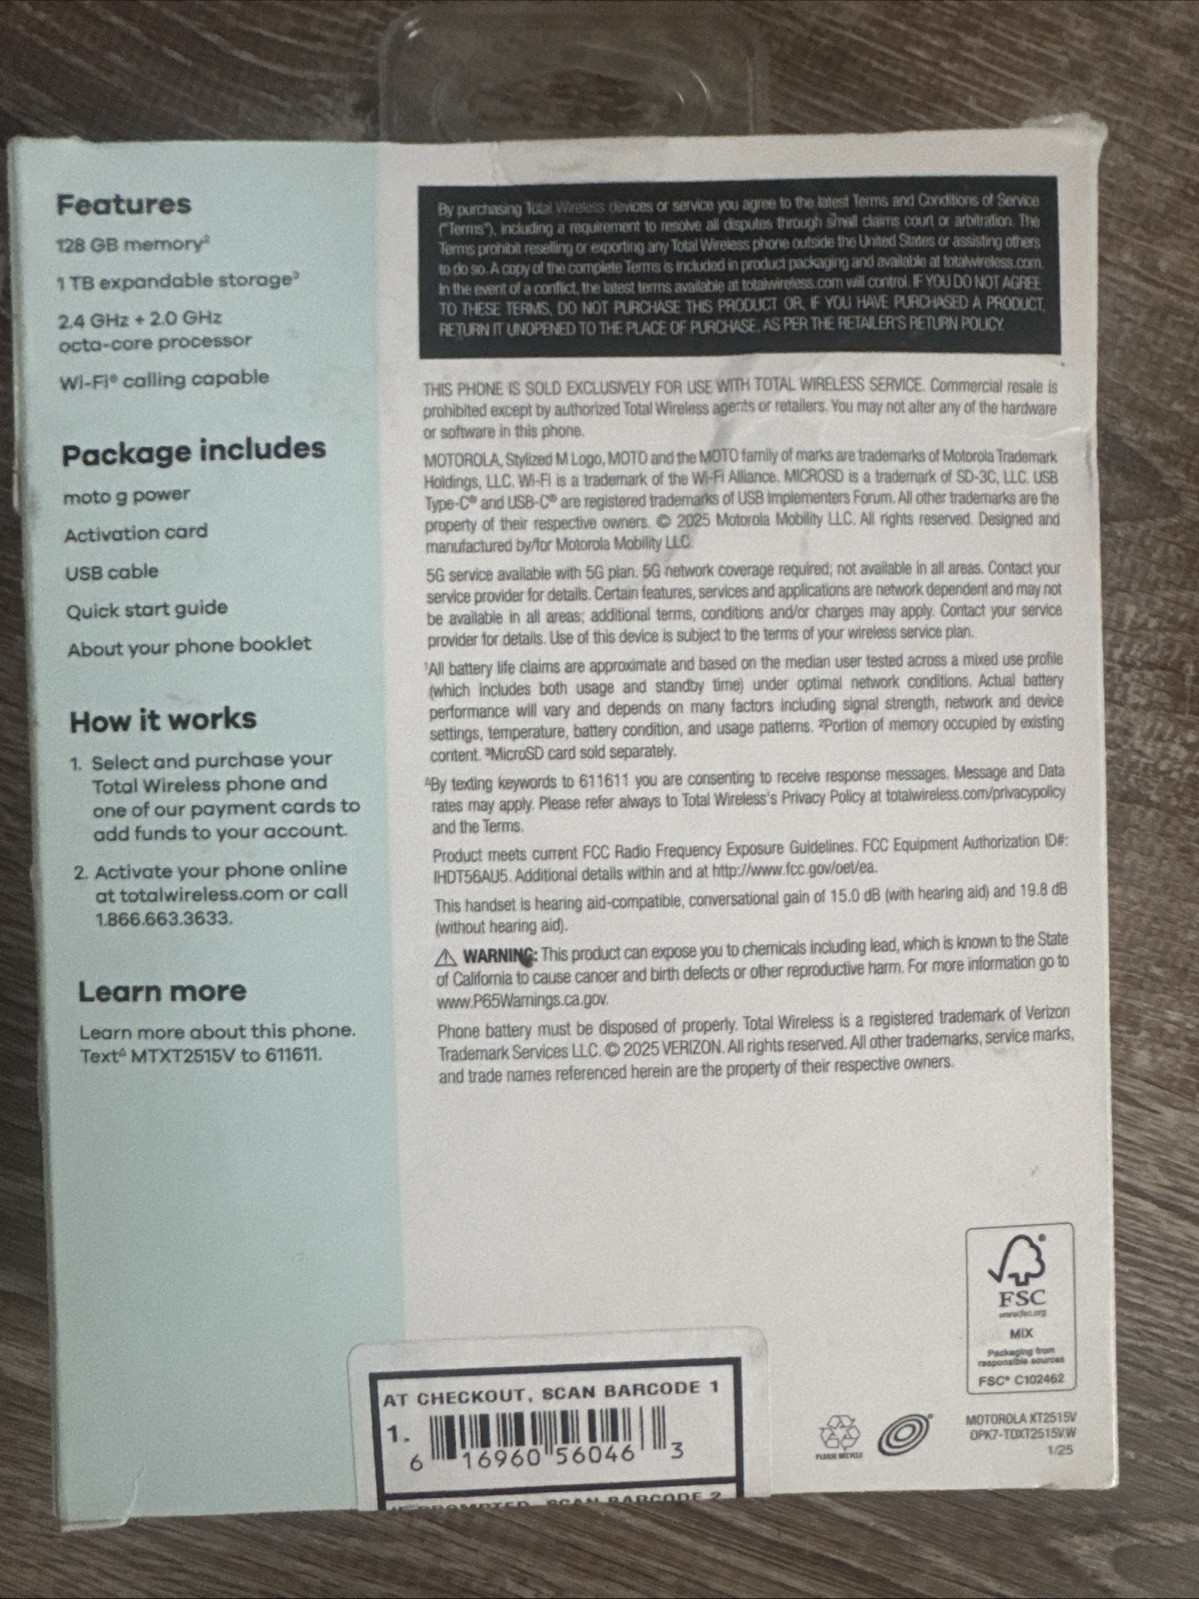 Features
128 GB memory²
1 TB expandable storage³
2.4 GHz + 2.0 GHz
octa-core processor
Wi-Fi® calling capable
Package includes
moto g power
Activation card
USB cable
Quick start guide
About your phone booklet
How it works
1. Select and purchase your
Total Wireless phone and
one of our payment cards to
add funds to your account.
2. Activate your phone online
at totalwireless.com or call
1.866.663.3633.
Learn more
Learn more about this phone.
Text^Δ MTXT2515V to 611611.
By purchasing Total Wireless devices or service you agree to the latest Terms and Conditions of Service
("Terms"), including a requirement to resolve all disputes through small claims court or arbitration. The
Terms prohibit reselling or exporting any Total Wireless phone outside the United States or assisting others
to do so. A copy of the complete Terms is included in product packaging and available at totalwireless.com.
In the event of a conflict, the latest terms available at totalwireless.com will control. IF YOU DO NOT AGREE
TO THESE TERMS, DO NOT PURCHASE THIS PRODUCT OR, IF YOU HAVE PURCHASED A PRODUCT,
RETURN IT UNOPENED TO THE PLACE OF PURCHASE, AS PER THE RETAILER'S RETURN POLICY.
THIS PHONE IS SOLD EXCLUSIVELY FOR USE WITH TOTAL WIRELESS SERVICE. Commercial resale is
prohibited except by authorized Total Wireless agents or retailers. You may not alter any of the hardware
or software in this phone.
MOTOROLA, Stylized M Logo, MOTO and the MOTO family of marks are trademarks of Motorola Trademark
Holdings, LLC. Wi-Fi is a trademark of the Wi-Fi Alliance. MICROSD is a trademark of SD-3C, LLC. USB
Type-C® and USB-C® are registered trademarks of USB Implementers Forum. All other trademarks are the
property of their respective owners. © 2025 Motorola Mobility LLC. All rights reserved. Designed and
manufactured by/for Motorola Mobility LLC.
5G service available with 5G plan. 5G network coverage required; not available in all areas. Contact your
service provider for details. Certain features, services and applications are network dependent and may not
be available in all areas; additional terms, conditions and/or charges may apply. Contact your service
provider for details. Use of this device is subject to the terms of your wireless service plan.
¹All battery life claims are approximate and based on the median user tested across a mixed use profile
(which includes both usage and standby time) under optimal network conditions. Actual battery
performance will vary and depends on many factors including signal strength, network and device
settings, temperature, battery condition, and usage patterns. ²Portion of memory occupied by existing
content. ³MicroSD card sold separately.
^ΔBy texting keywords to 611611 you are consenting to receive response messages. Message and Data
rates may apply. Please refer always to Total Wireless's Privacy Policy at totalwireless.com/privacypolicy
and the Terms.
Product meets current FCC Radio Frequency Exposure Guidelines. FCC Equipment Authorization ID#:
IHDT56AU5. Additional details within and at http://www.fcc.gov/oet/ea.
This handset is hearing aid-compatible, conversational gain of 15.0 dB (with hearing aid) and 19.8 dB
(without hearing aid).
⚠ WARNING: This product can expose you to chemicals including lead, which is known to the State
of California to cause cancer and birth defects or other reproductive harm. For more information go to
www.P65Warnings.ca.gov.
Phone battery must be disposed of properly. Total Wireless is a registered trademark of Verizon
Trademark Services LLC. © 2025 VERIZON. All rights reserved. All other trademarks, service marks,
and trade names referenced herein are the property of their respective owners.
FSC
www.fsc.org
MIX
Packaging from
responsible sources
FSC® C102462
MOTOROLA XT2515V
OPK7-TOXT2515VW
1/25
PLEASE RECYCLE
AT CHECKOUT, SCAN BARCODE 1
1.
6 16960 56046 3
IF PROMPTED, SCAN BARCODE 2